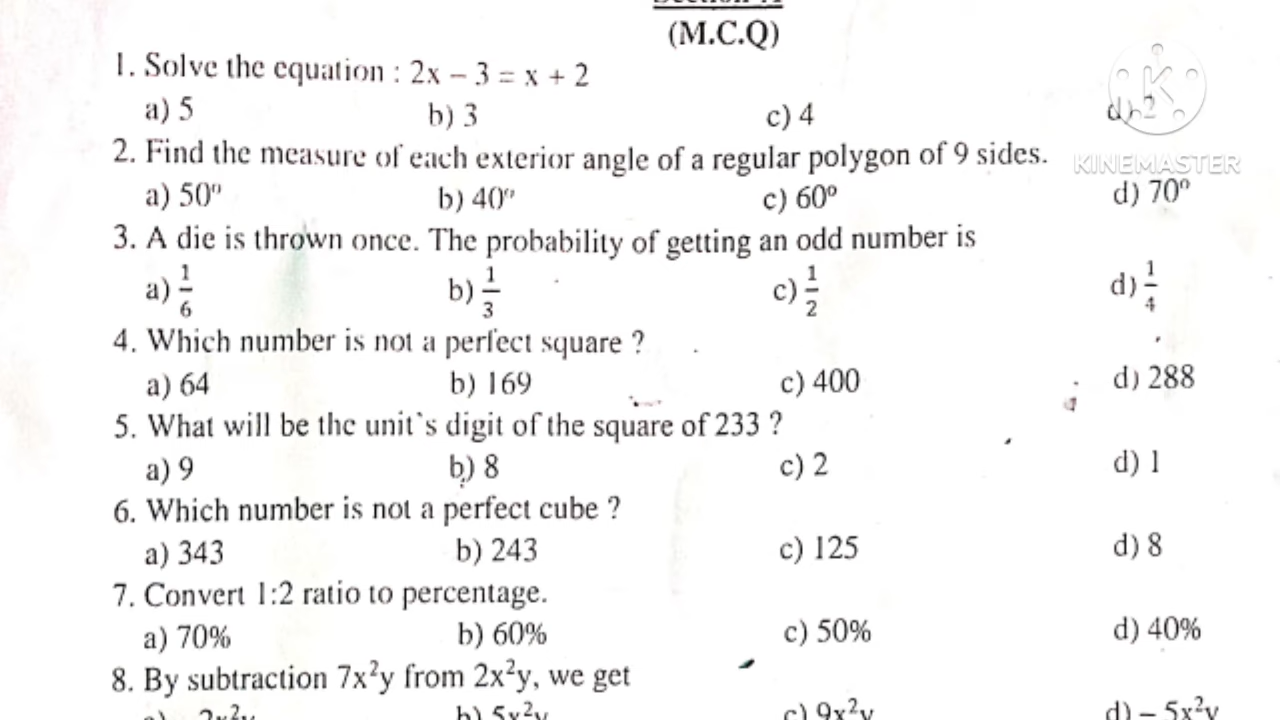 (M.C.Q)
1. Solve the equation : 2x – 3 = x + 2
a) 5 b) 3 c) 4 d) 2
2. Find the measure of each exterior angle of a regular polygon of 9 sides.
KINEMASTER
a) 50º b) 40º c) 60º d) 70º
3. A die is thrown once. The probability of getting an odd number is
a) 1/6 b) 1/3 c) 1/2 d) 1/4
4. Which number is not a perfect square ?
a) 64 b) 169 c) 400 d) 288
5. What will be the unit`s digit of the square of 233 ?
a) 9 b) 8 c) 2 d) 1
6. Which number is not a perfect cube ?
a) 343 b) 243 c) 125 d) 8
7. Convert 1:2 ratio to percentage.
a) 70% b) 60% c) 50% d) 40%
8. By subtraction 7x²y from 2x²y, we get
b) 5x²y c) 9x²y d) – 5x²y